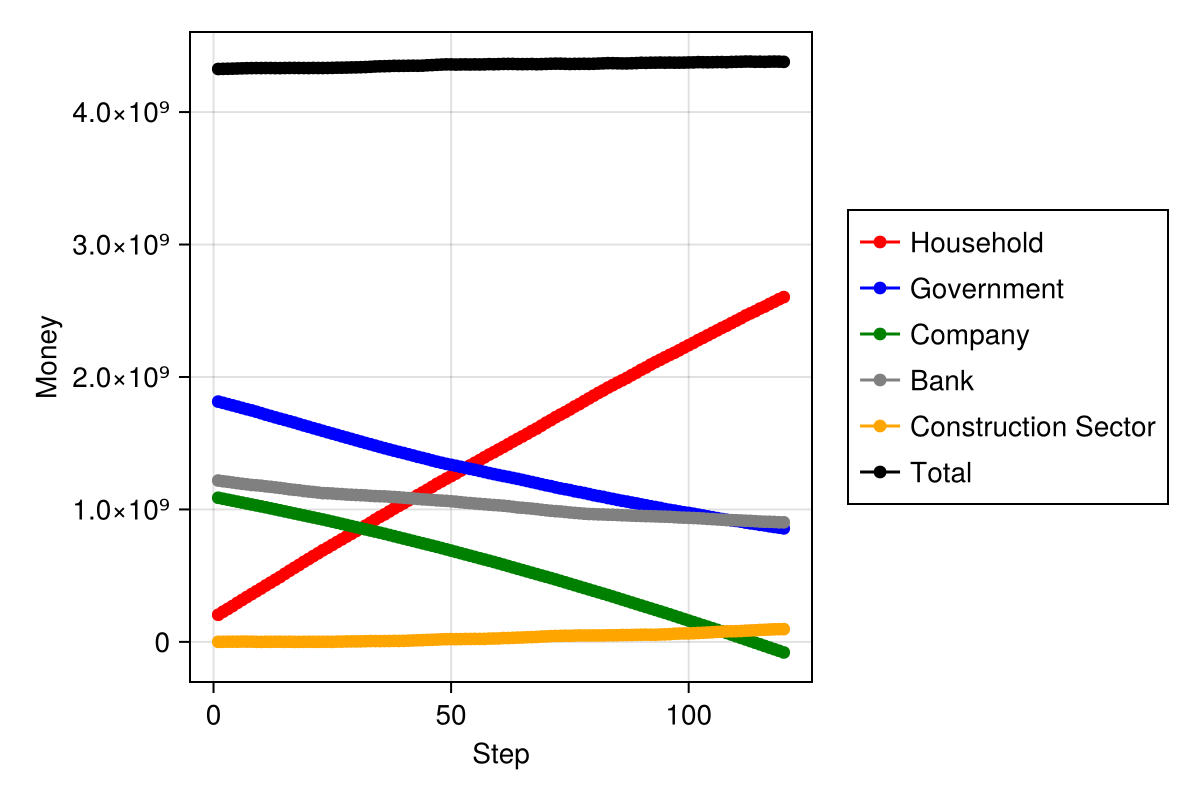 4.0×10⁹
3.0×10⁹
2.0×10⁹
1.0×10⁹
0
Money
0
50
100
Step
Household
Government
Company
Bank
Construction Sector
Total